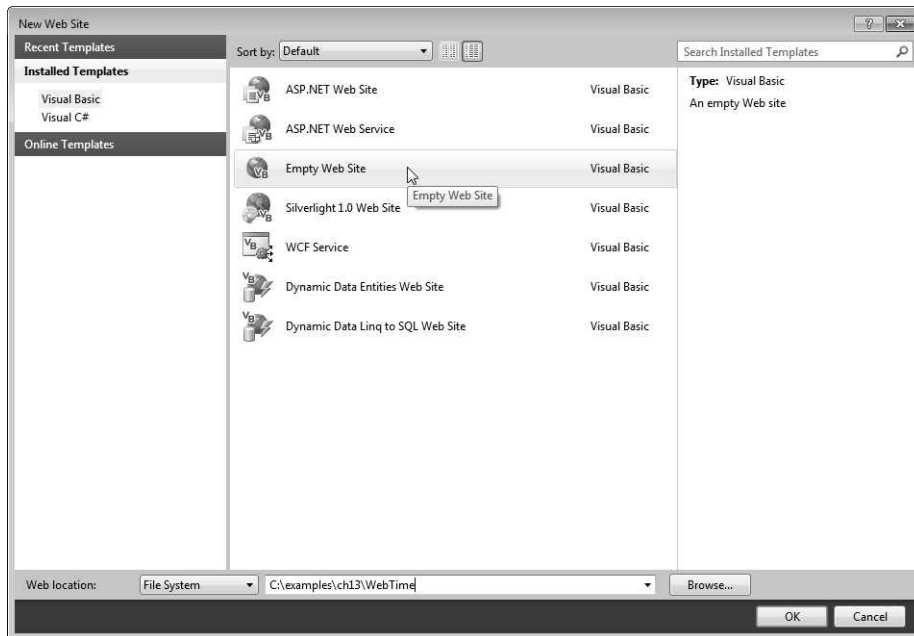 New Web Site
Recent Templates
Installed Templates
Visual Basic
Visual C#
Online Templates
Sort by: Default
ASP.NET Web Site Visual Basic
ASP.NET Web Service Visual Basic
Empty Web Site Visual Basic
Empty Web Site
Silverlight 1.0 Web Site Visual Basic
WCF Service Visual Basic
Dynamic Data Entities Web Site Visual Basic
Dynamic Data Linq to SQL Web Site Visual Basic
Search Installed Templates
Type: Visual Basic
An empty Web site
Web location: File System C:\examples\ch13\WebTime Browse...
OK Cancel